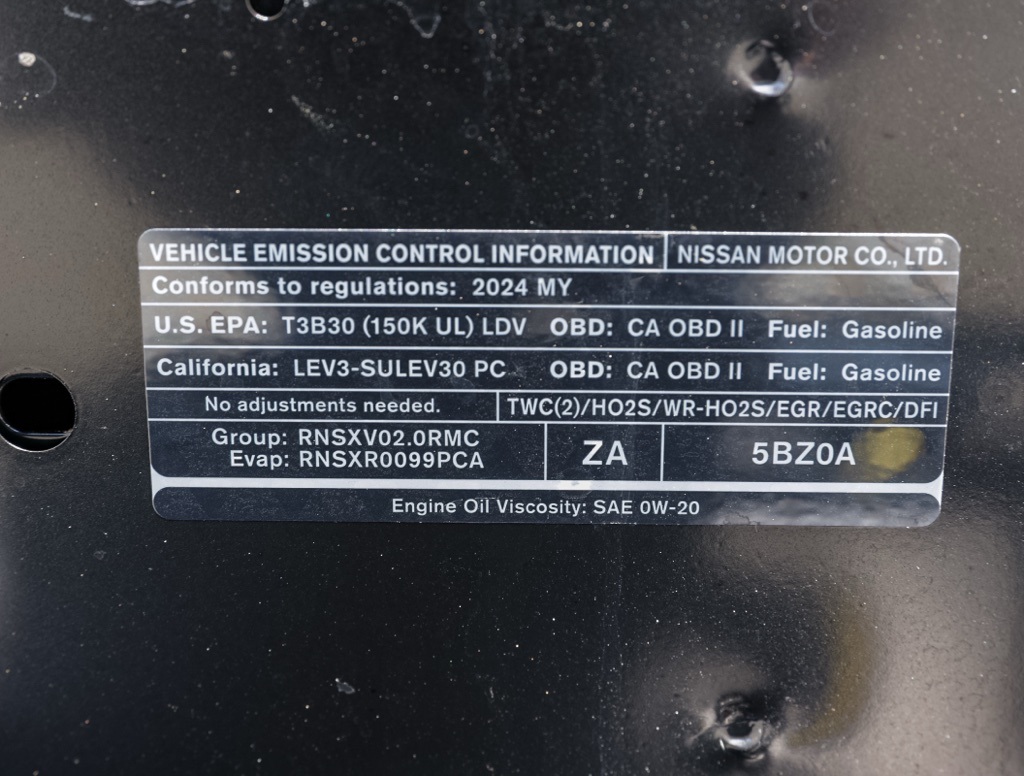 VEHICLE EMISSION CONTROL INFORMATION NISSAN MOTOR CO., LTD.
Conforms to regulations: 2024 MY
U.S. EPA: T3B30 (150K UL) LDV OBD: CA OBD II Fuel: Gasoline
California: LEV3-SULEV30 PC OBD: CA OBD II Fuel: Gasoline
No adjustments needed. TWC(2)/HO2S/WR-HO2S/EGR/EGRC/DFI
Group: RNSXV02.0RMC
Evap: RNSXR0099PCA
ZA
5BZ0A
Engine Oil Viscosity: SAE 0W-20